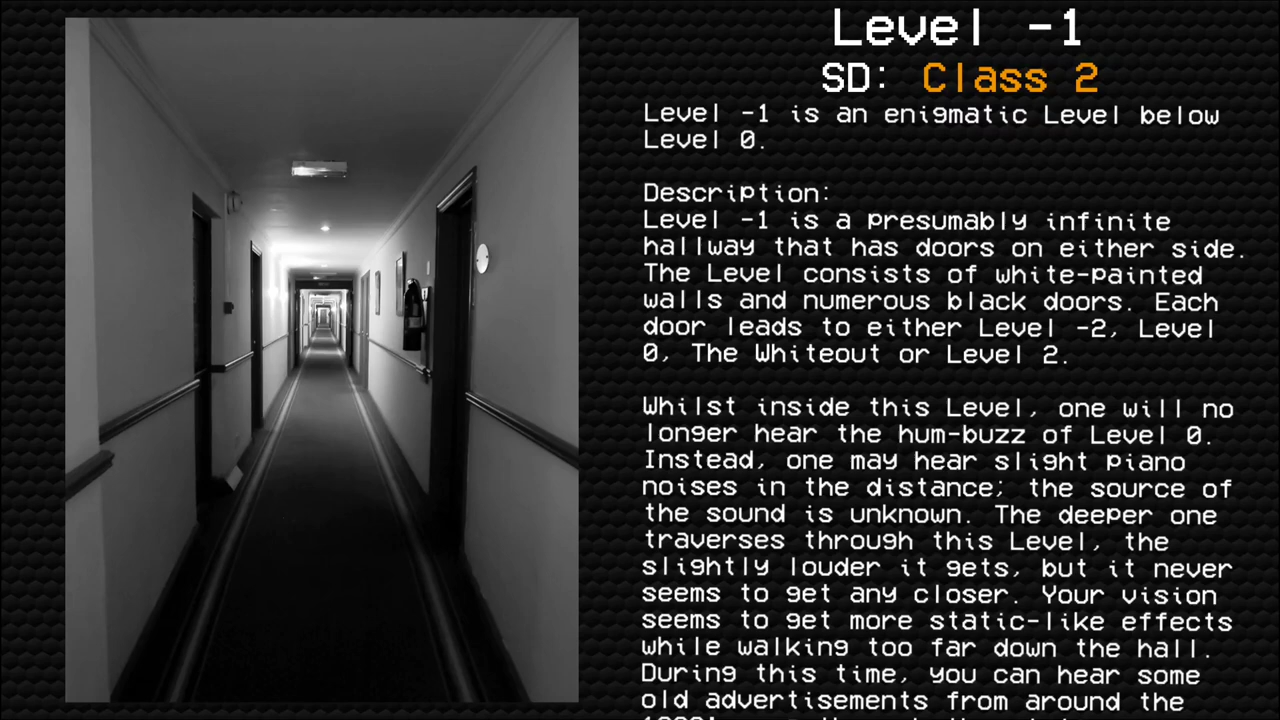 Level -1
SD: Class 2
Level -1 is an enigmatic Level below
Level 0.
Description:
Level -1 is a presumably infinite
hallway that has doors on either side.
The Level consists of white-painted
walls and numerous black doors. Each
door leads to either Level -2, Level
0, The Whiteout or Level 2.
Whilst inside this Level, one will no
longer hear the hum-buzz of Level 0.
Instead, one may hear slight piano
noises in the distance; the source of
the sound is unknown. The deeper one
traverses through this Level, the
slightly louder it gets, but it never
seems to get any closer. Your vision
seems to get more static-like effects
while walking too far down the hall.
During this time, you can hear some
old advertisements from around the